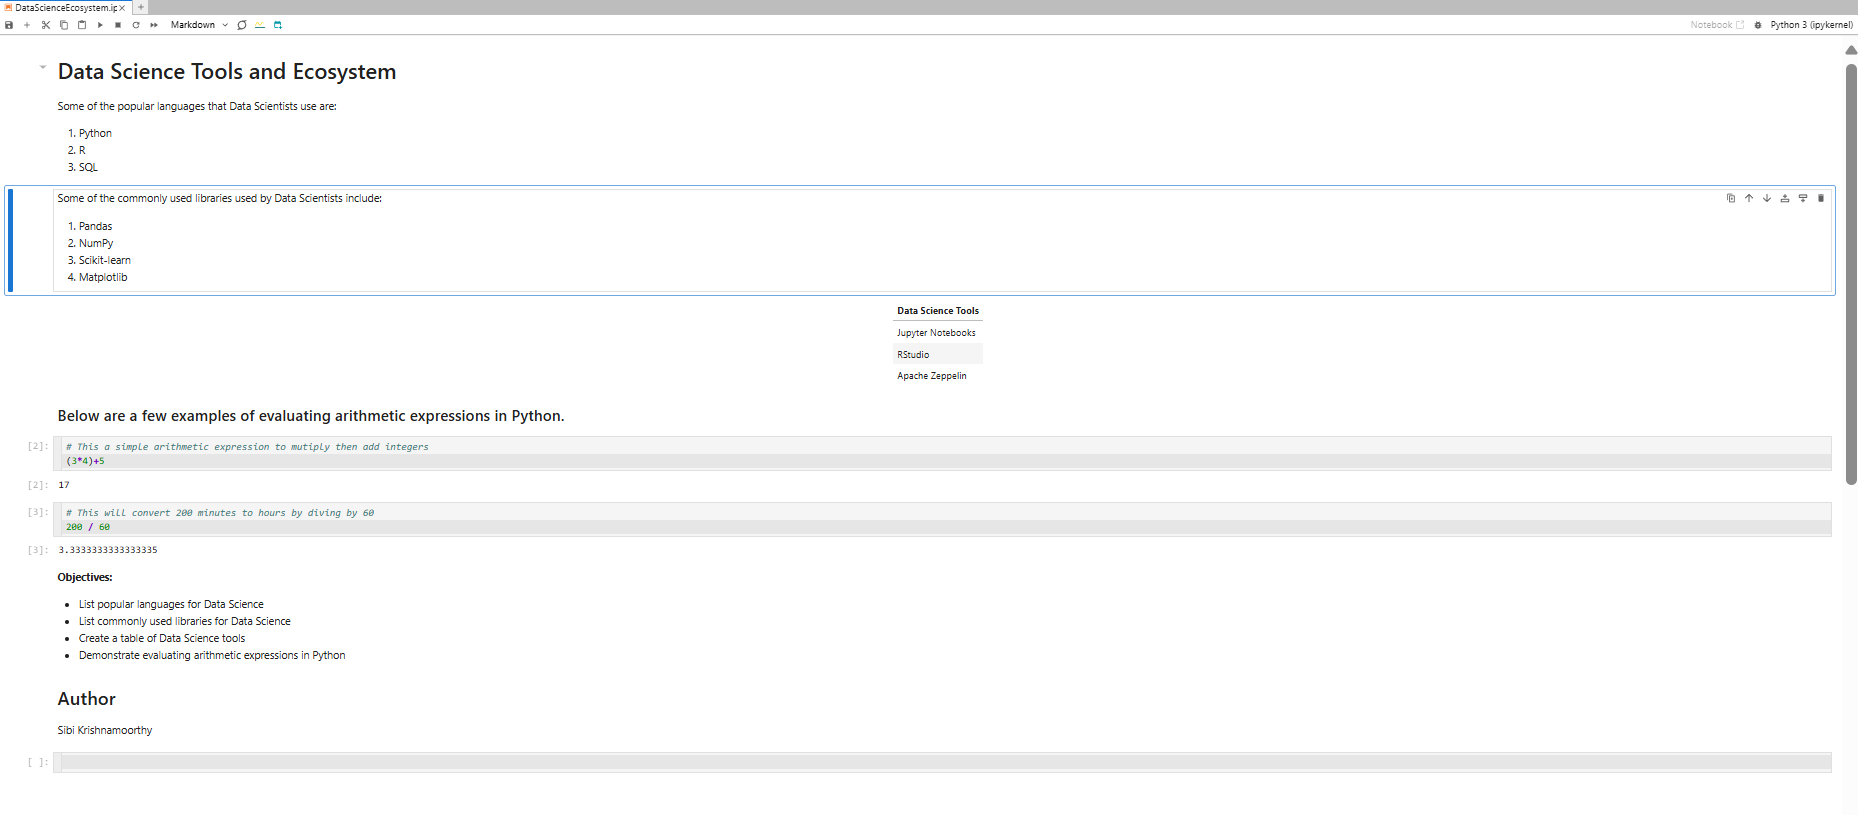 DataScienceEcosystem.ip
Markdown
Notebook
Python 3 (ipykernel)
Data Science Tools and Ecosystem
Some of the popular languages that Data Scientists use are:
1. Python
2. R
3. SQL
Some of the commonly used libraries used by Data Scientists include:
1. Pandas
2. NumPy
3. Scikit-learn
4. Matplotlib
Data Science Tools
Jupyter Notebooks
RStudio
Apache Zeppelin
Below are a few examples of evaluating arithmetic expressions in Python.
[2]: # This a simple arithmetic expression to mutiply then add integers
(3*4)+5
[2]: 17
[3]: # This will convert 200 minutes to hours by diving by 60
200 / 60
[3]: 3.3333333333333335
Objectives:
• List popular languages for Data Science
• List commonly used libraries for Data Science
• Create a table of Data Science tools
• Demonstrate evaluating arithmetic expressions in Python
Author
Sibi Krishnamoorthy
[ ]: